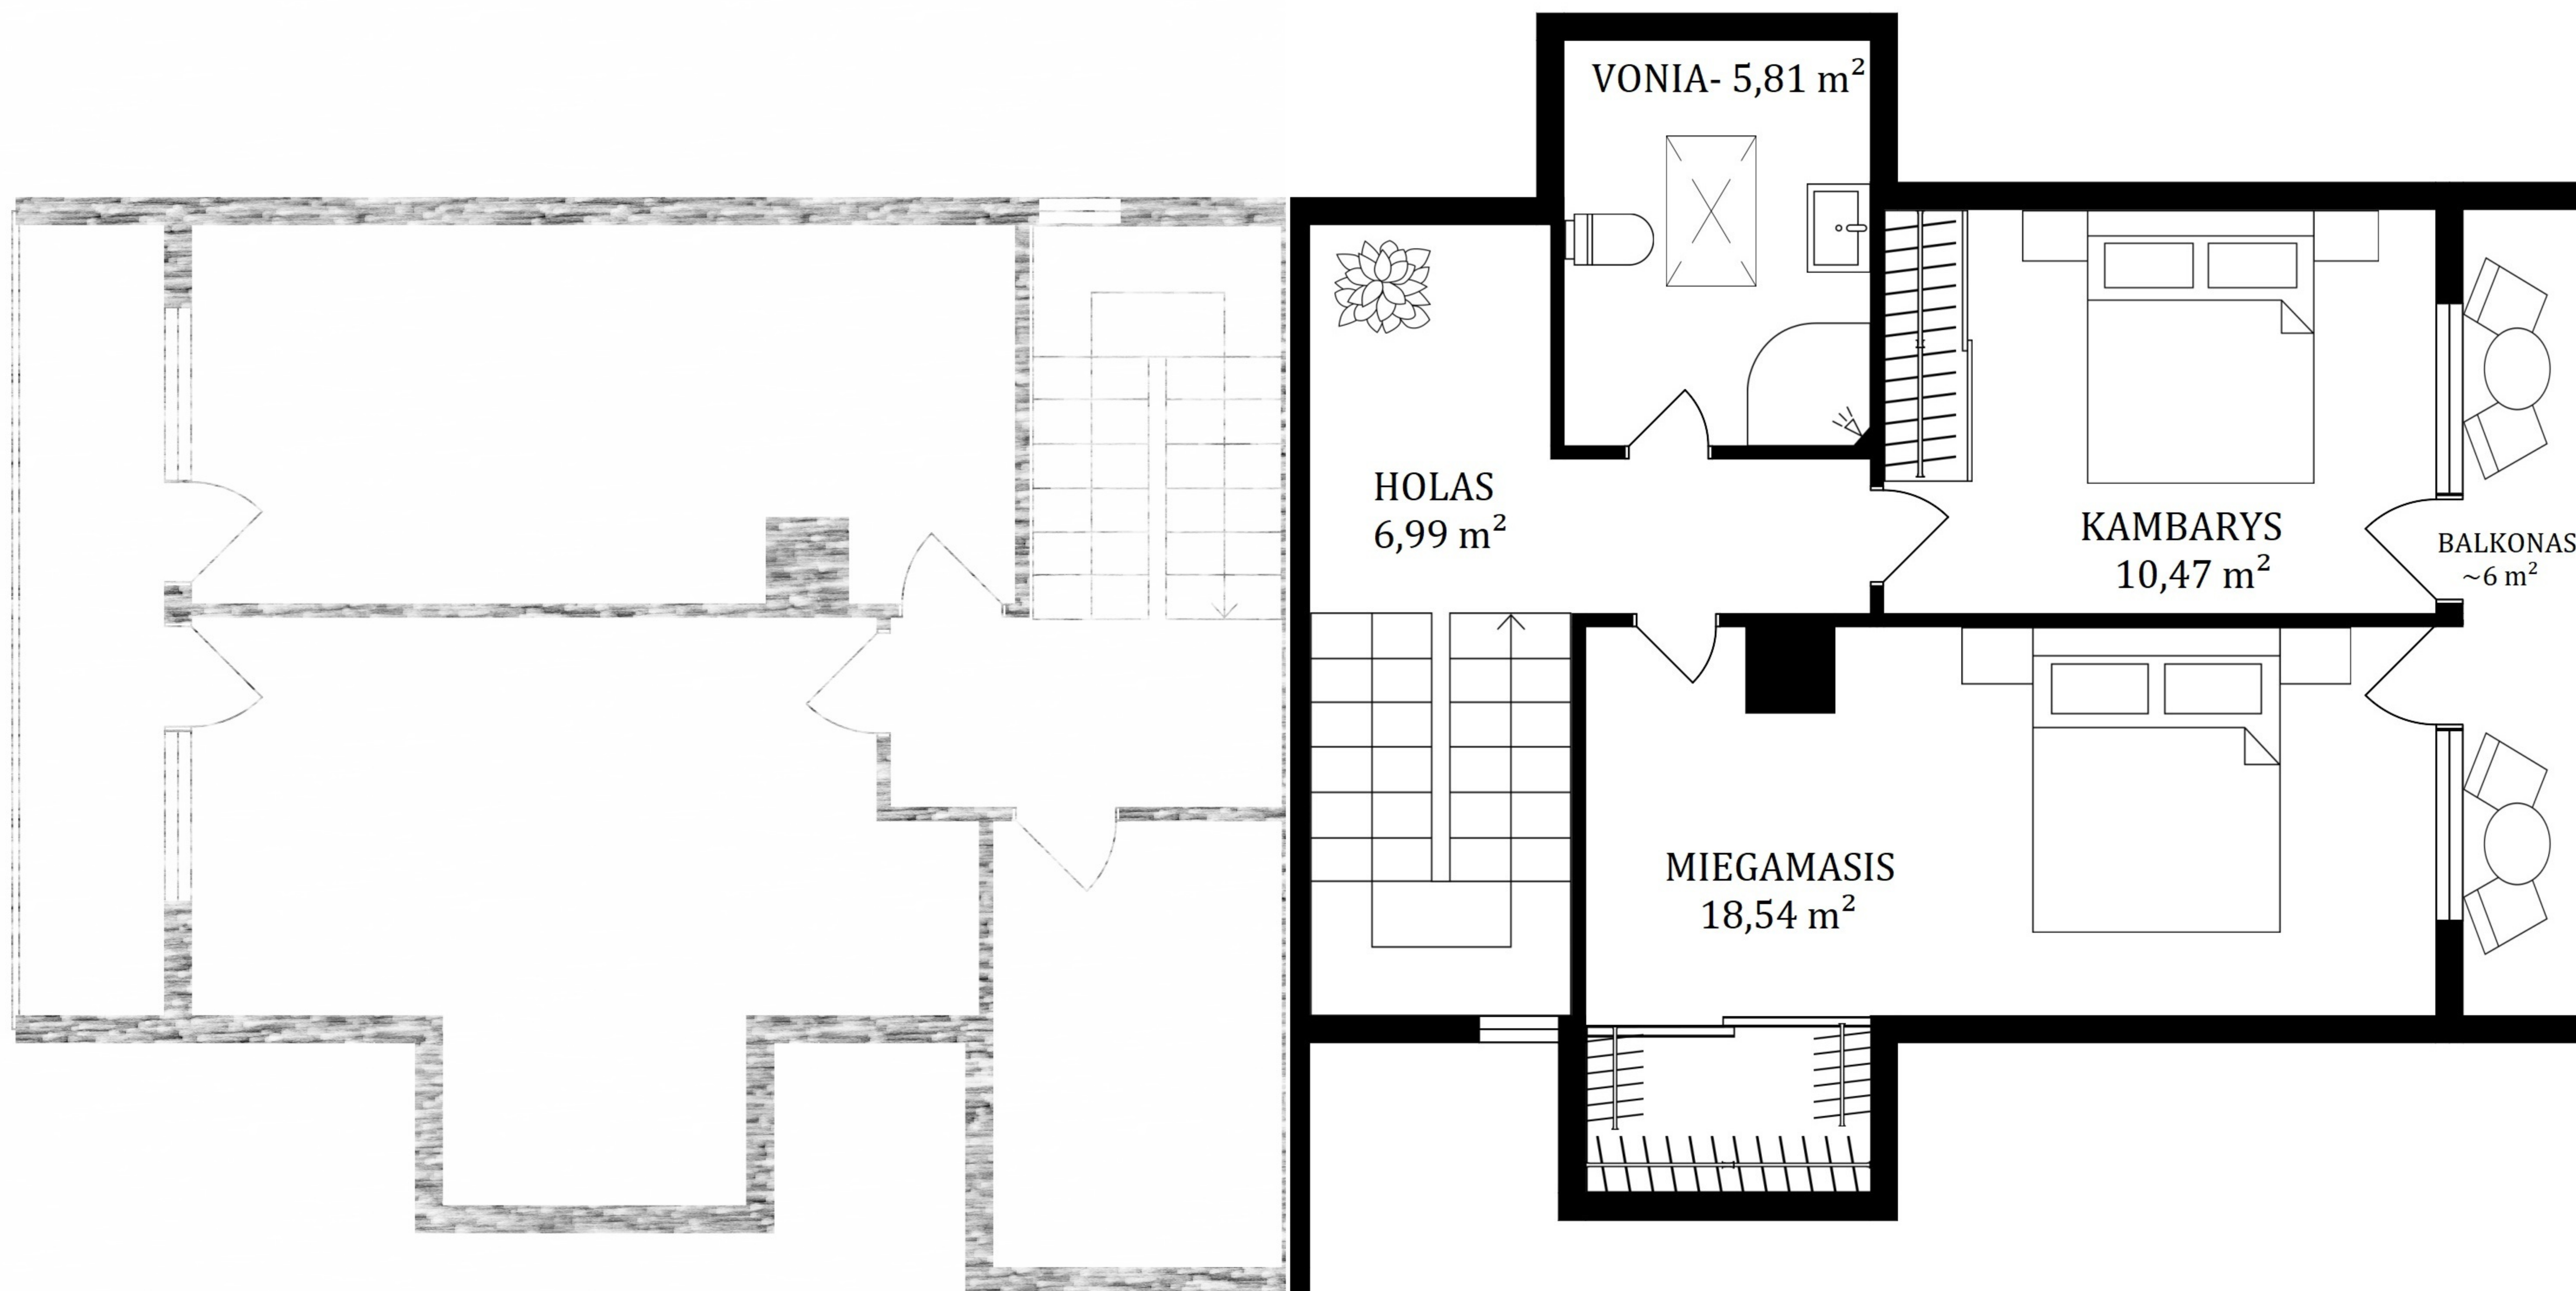 VONIA- 5,81 m²
HOLAS
6,99 m²
KAMBARYS
10,47 m²
BALKONAS
~6 m²
MIEGAMASIS
18,54 m²